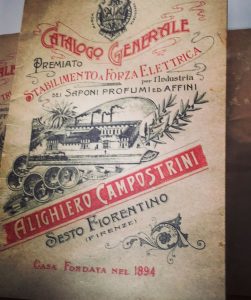 CATALOGO GENERALE
PREMIATO
STABILIMENTO A FORZA ELETTRICA
per l'Industria
DEI SAPONI PROFUMI ED AFFINI
ALIGHIERO CAMPOSTRINI
SESTO FIORENTINO
(FIRENZE)
CASA FONDATA NEL 1894